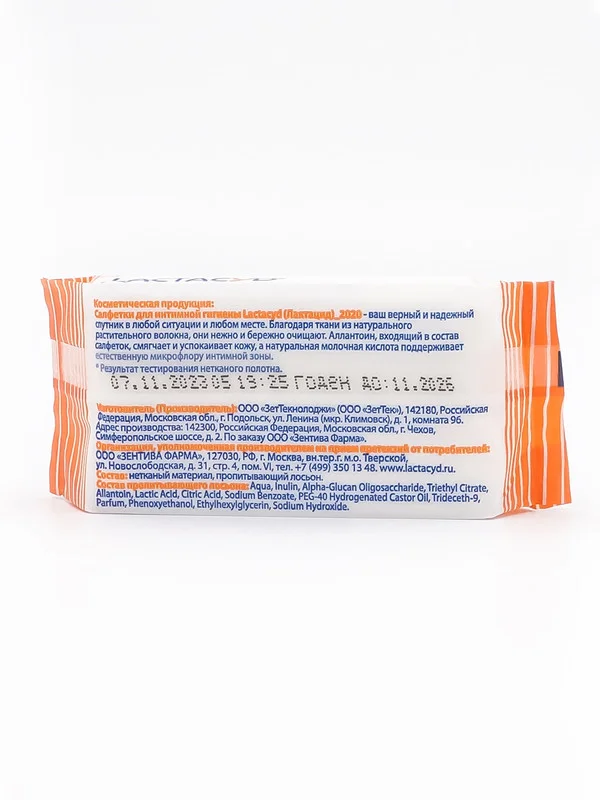 LACTACYD
Косметическая продукция:
Салфетки для интимной гигиены Lactacyd (Лактацид)_2020 - ваш верный и надежный
спутник в любой ситуации и любом месте. Благодаря ткани из натурального
растительного волокна, они нежно и бережно очищают. Аллантоин, входящий в состав
салфеток, смягчает и успокаивает кожу, а натуральная молочная кислота поддерживает
естественную микрофлору интимной зоны.
* Результат тестирования нетканого полотна.
07.11.2023 05 13:25 ГОДЕН ДО:11.2026
Изготовитель (Производитель): ООО «ЗетТекнолоджи» (ООО «ЗетТек»), 142180, Российская
Федерация, Московская обл., г. Подольск, ул. Ленина (мкр. Климовск), д. 1, комната 96.
Адрес производства: 142300, Российская Федерация, Московская обл., г. Чехов,
Симферопольское шоссе, д. 2. По заказу ООО «Зентива Фарма».
Организация, уполномоченная производителем на прием претензий от потребителей:
ООО «ЗЕНТИВА ФАРМА», 127030, РФ, г. Москва, вн.тер.г. м.о. Тверской,
ул. Новослободская, д. 31, стр. 4, пом. VI, тел. +7 (499) 350 13 48. www.lactacyd.ru.
Состав: нетканый материал, пропитывающий лосьон.
Состав пропитывающего лосьона: Aqua, Inulin, Alpha-Glucan Oligosaccharide, Triethyl Citrate,
Allantoin, Lactic Acid, Citric Acid, Sodium Benzoate, PEG-40 Hydrogenated Castor Oil, Trideceth-9,
Parfum, Phenoxyethanol, Ethylhexylglycerin, Sodium Hydroxide.